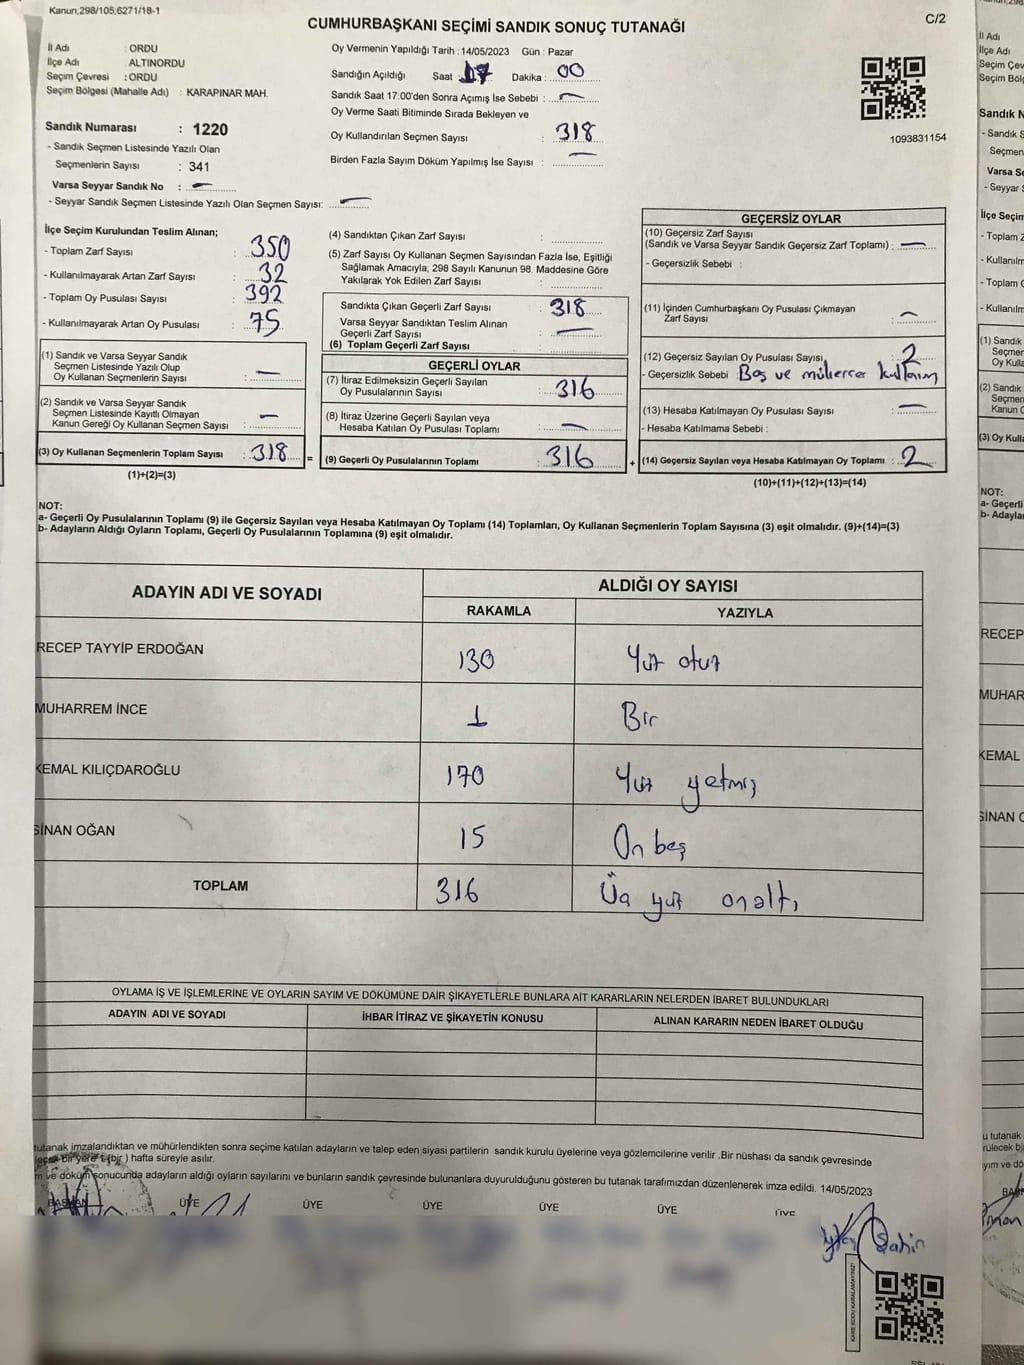 Kanun;298/105;6271/18-1
C/2
CUMHURBAŞKANI SEÇİMİ SANDIK SONUÇ TUTANAĞI
İl Adı : ORDU
İlçe Adı ALTINORDU
Seçim Çevresi : ORDU
Seçim Bölgesi (Mahalle Adı) : KARAPINAR MAH.
Sandık Numarası : 1220
- Sandık Seçmen Listesinde Yazılı Olan
Seçmenlerin Sayısı : 341
Varsa Seyyar Sandık No : —
- Seyyar Sandık Seçmen Listesinde Yazılı Olan Seçmen Sayısı: —
Oy Vermenin Yapıldığı Tarih : 14/05/2023 Gün : Pazar
Sandığın Açıldığı Saat : 17 Dakika : 00
Sandık Saat 17:00'den Sonra Açımış İse Sebebi : —
Oy Verme Saati Bitiminde Sırada Bekleyen ve
Oy Kullandırılan Seçmen Sayısı : 318
Birden Fazla Sayım Döküm Yapılmış İse Sayısı : —
1093831154
İlçe Seçim Kurulundan Teslim Alınan;
- Toplam Zarf Sayısı : 350
- Kullanılmayarak Artan Zarf Sayısı : 32
- Toplam Oy Pusulası Sayısı : 392
- Kullanılmayarak Artan Oy Pusulası : 75
(1) Sandık ve Varsa Seyyar Sandık
Seçmen Listesinde Yazılı Olup
Oy Kullanan Seçmenlerin Sayısı : —
(2) Sandık ve Varsa Seyyar Sandık
Seçmen Listesinde Kayıtlı Olmayan
Kanun Gereği Oy Kullanan Seçmen Sayısı : —
(3) Oy Kullanan Seçmenlerin Toplam Sayısı : 318
(1)+(2)=(3)
=
(4) Sandıktan Çıkan Zarf Sayısı :
(5) Zarf Sayısı Oy Kullanan Seçmen Sayısından Fazla İse, Eşitliği
Sağlamak Amacıyla; 298 Sayılı Kanunun 98. Maddesine Göre
Yakılarak Yok Edilen Zarf Sayısı :
Sandıkta Çıkan Geçerli Zarf Sayısı : 318
Varsa Seyyar Sandıktan Teslim Alınan
Geçerli Zarf Sayısı : —
(6) Toplam Geçerli Zarf Sayısı :
GEÇERLİ OYLAR
(7) İtiraz Edilmeksizin Geçerli Sayılan
Oy Pusulalarının Sayısı : 316
(8) İtiraz Üzerine Geçerli Sayılan veya
Hesaba Katılan Oy Pusulası Toplamı : —
(9) Geçerli Oy Pusulalarının Toplamı : 316
+
GEÇERSİZ OYLAR
(10) Geçersiz Zarf Sayısı
(Sandık ve Varsa Seyyar Sandık Geçersiz Zarf Toplamı) : —
- Geçersizlik Sebebi :
(11) İçinden Cumhurbaşkanı Oy Pusulası Çıkmayan
Zarf Sayısı : —
(12) Geçersiz Sayılan Oy Pusulası Sayısı : 2
- Geçersizlik Sebebi : Boş ve mükerrer kullanım
(13) Hesaba Katılmayan Oy Pusulası Sayısı : —
- Hesaba Katılmama Sebebi :
(14) Geçersiz Sayılan veya Hesaba Katılmayan Oy Toplamı : 2
(10)+(11)+(12)+(13)=(14)
NOT:
a- Geçerli Oy Pusulalarının Toplamı (9) ile Geçersiz Sayılan veya Hesaba Katılmayan Oy Toplamı (14) Toplamları, Oy Kullanan Seçmenlerin Toplam Sayısına (3) eşit olmalıdır. (9)+(14)=(3)
b- Adayların Aldığı Oyların Toplamı, Geçerli Oy Pusulalarının Toplamına (9) eşit olmalıdır.
ADAYIN ADI VE SOYADI ALDIĞI OY SAYISI
RAKAMLA YAZIYLA
RECEP TAYYİP ERDOĞAN 130 Yüz otuz
MUHARREM İNCE 1 Bir
KEMAL KILIÇDAROĞLU 170 Yüz yetmiş
SİNAN OĞAN 15 On beş
TOPLAM 316 Üç yüz onaltı
OYLAMA İŞ VE İŞLEMLERİNE VE OYLARIN SAYIM VE DÖKÜMÜNE DAİR ŞİKAYETLERLE BUNLARA AİT KARARLARIN NELERDEN İBARET BULUNDUKLARI
ADAYIN ADI VE SOYADI İHBAR İTİRAZ VE ŞİKAYETİN KONUSU ALINAN KARARIN NEDEN İBARET OLDUĞU
tutanak imzalandıktan ve mühürlendikten sonra seçime katılan adayların ve talep eden siyasi partilerin sandık kurulu üyelerine veya gözlemcilerine verilir .Bir nüshası da sandık çevresinde
bir yere 1 (bir ) hafta süreyle asılır.
ve döküm sonucunda adayların aldığı oyların sayılarını ve bunların sandık çevresinde bulunanlara duyurulduğunu gösteren bu tutanak tarafımızdan düzenlenerek imza edildi. 14/05/2023
BAŞKAN ÜYE ÜYE ÜYE ÜYE ÜYE ÜYE
Şahin
KARE KODU KARALAMAYINIZ!